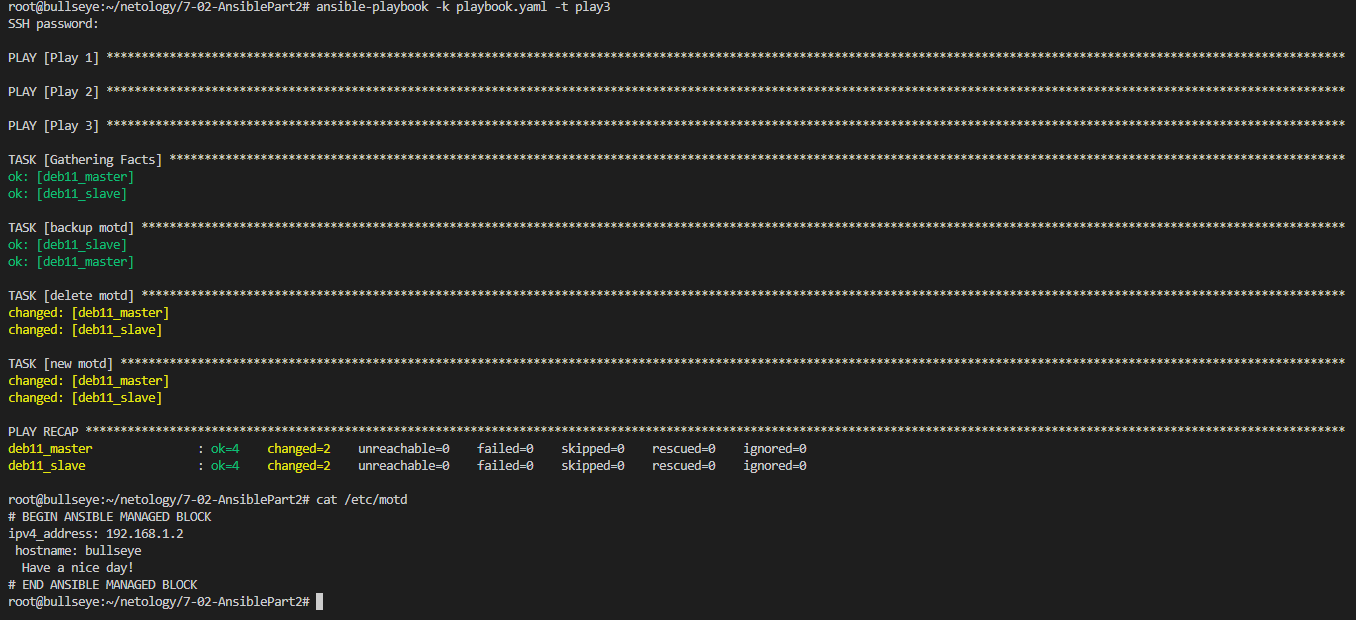 root@bullseye:~/netology/7-02-AnsiblePart2# ansible-playbook -k playbook.yaml -t play3
SSH password:
PLAY [Play 1] ******************************************************************************************************************************************************************************
PLAY [Play 2] ******************************************************************************************************************************************************************************
PLAY [Play 3] ******************************************************************************************************************************************************************************
TASK [Gathering Facts] *********************************************************************************************************************************************************************
ok: [deb11_master]
ok: [deb11_slave]
TASK [backup motd] *************************************************************************************************************************************************************************
ok: [deb11_slave]
ok: [deb11_master]
TASK [delete motd] *************************************************************************************************************************************************************************
changed: [deb11_master]
changed: [deb11_slave]
TASK [new motd] ****************************************************************************************************************************************************************************
changed: [deb11_master]
changed: [deb11_slave]
PLAY RECAP *********************************************************************************************************************************************************************************
deb11_master               : ok=4    changed=2    unreachable=0    failed=0    skipped=0    rescued=0    ignored=0
deb11_slave                : ok=4    changed=2    unreachable=0    failed=0    skipped=0    rescued=0    ignored=0
root@bullseye:~/netology/7-02-AnsiblePart2# cat /etc/motd
# BEGIN ANSIBLE MANAGED BLOCK
ipv4_address: 192.168.1.2
 hostname: bullseye
  Have a nice day!
# END ANSIBLE MANAGED BLOCK
root@bullseye:~/netology/7-02-AnsiblePart2#